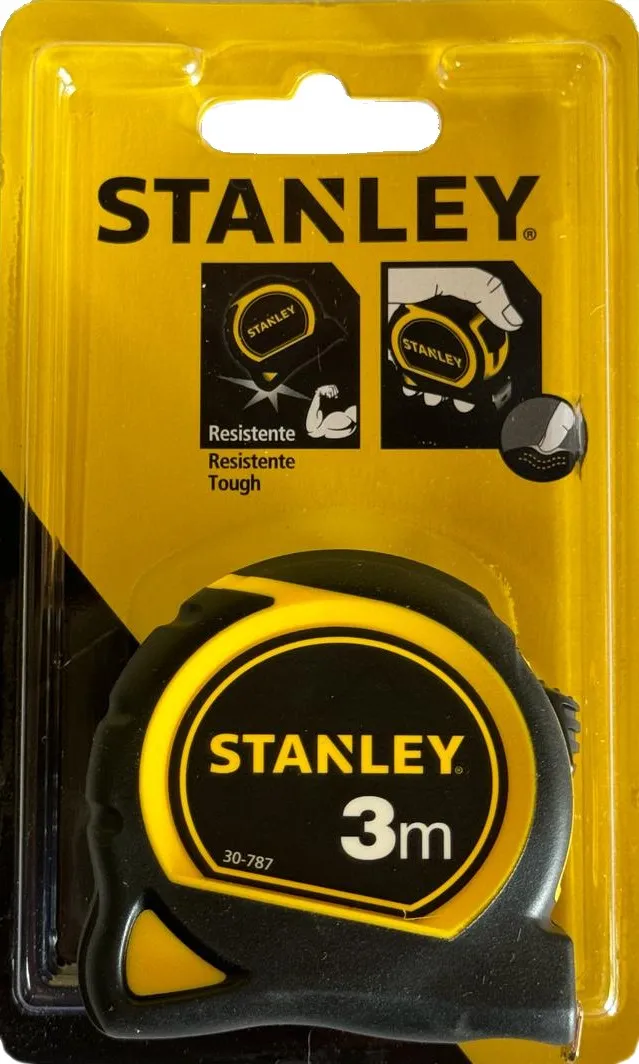 STANLEY®
STANLEY
STANLEY
Resistente
Resistente
Tough
STANLEY®
3m
30-787